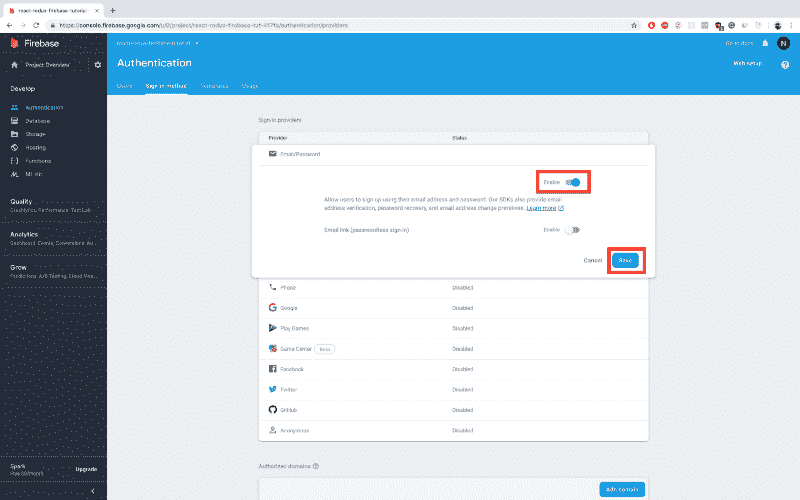 react-redux-firebase-tutorial
https://console.firebase.google.com/u/0/project/react-redux-firebase-tut-417fb/authentication/providers
Firebase
react-redux-firebase-tutorial
Go to docs
N
Project Overview
Authentication
Web setup
Develop
Users
Sign-in method
Templates
Usage
Authentication
Database
Storage
Hosting
Functions
ML Kit
Quality
Crashlytics, Performance, Test Lab
Analytics
Dashboard, Events, Conversions, Au...
Grow
Predictions, A/B Testing, Cloud Mes...
Spark
Free $0/month
Upgrade
Sign-in providers
Provider
Status
Email/Password
Enable
Allow users to sign up using their email address and password. Our SDKs also provide email
address verification, password recovery, and email address change primitives. Learn more
Email link (passwordless sign-in)
Enable
Cancel
Save
Phone
Disabled
Google
Disabled
Play Games
Disabled
Game Center
Beta
Disabled
Facebook
Disabled
Twitter
Disabled
GitHub
Disabled
Anonymous
Disabled
Authorized domains
Add domain